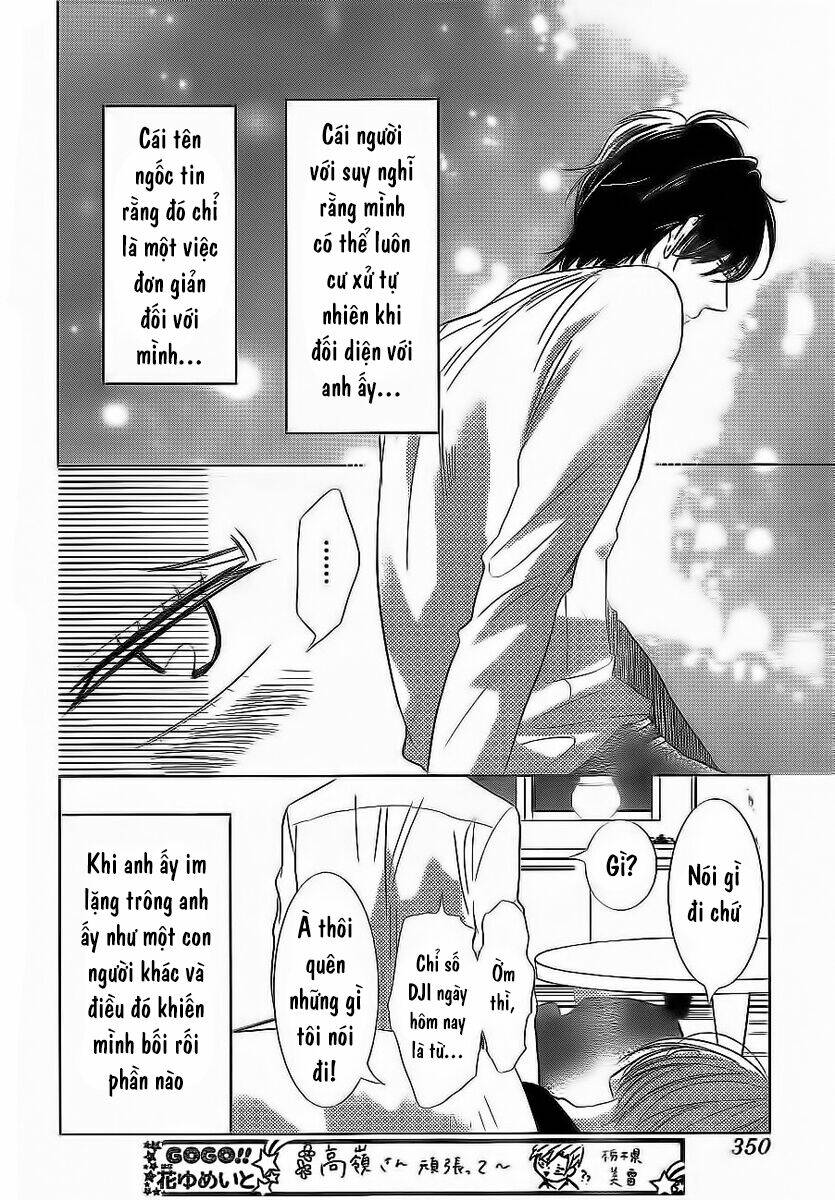 Cái người
với suy nghĩ
rằng mình
có thể luôn
cư xử tự
nhiên khi
đối diện với
anh ấy...
Cái tên
ngốc tin
rằng đó chỉ
là một việc
đơn giản
đối với
mình...
......
Nói gì
đi chứ
Gì?
Ờm
thì,
Chỉ số
DJI ngày
hôm nay
là từ...
À thôi
quên
những gì
tôi nói
đi!
Khi anh ấy im
lặng trông anh
ấy như một con
người khác và
điều đó khiến
mình bối rối
phần nào
350
GOGO!!
花ゆめいと
高嶺さん頑張って〜
??